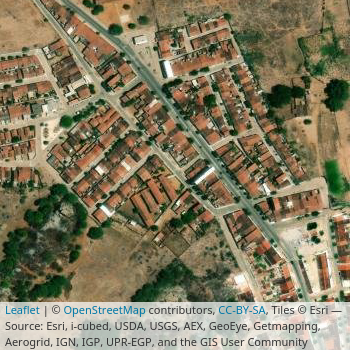 Leaflet | © OpenStreetMap contributors, CC-BY-SA, Tiles © Esri —
Source: Esri, i-cubed, USDA, USGS, AEX, GeoEye, Getmapping,
Aerogrid, IGN, IGP, UPR-EGP, and the GIS User Community